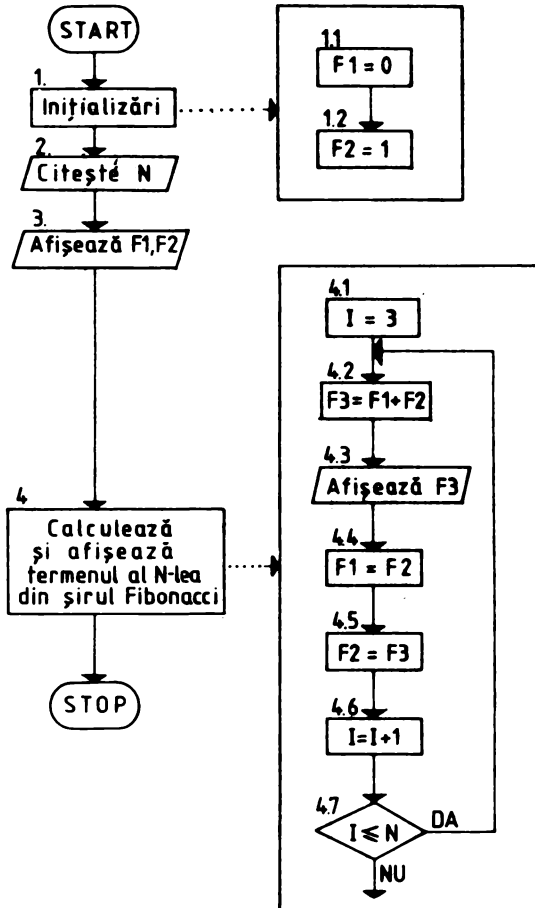 START
1.
Inițializări
2.
Citește N
3.
Afișează F1,F2
4
Calculează
și afișează
termenul al N-lea
din șirul Fibonacci
STOP
1.1
F1 = 0
1.2
F2 = 1
4.1
I = 3
4.2
F3 = F1+F2
4.3
Afișează F3
4.4
F1 = F2
4.5
F2 = F3
4.6
I=I+1
4.7
I ≤ N
DA
NU